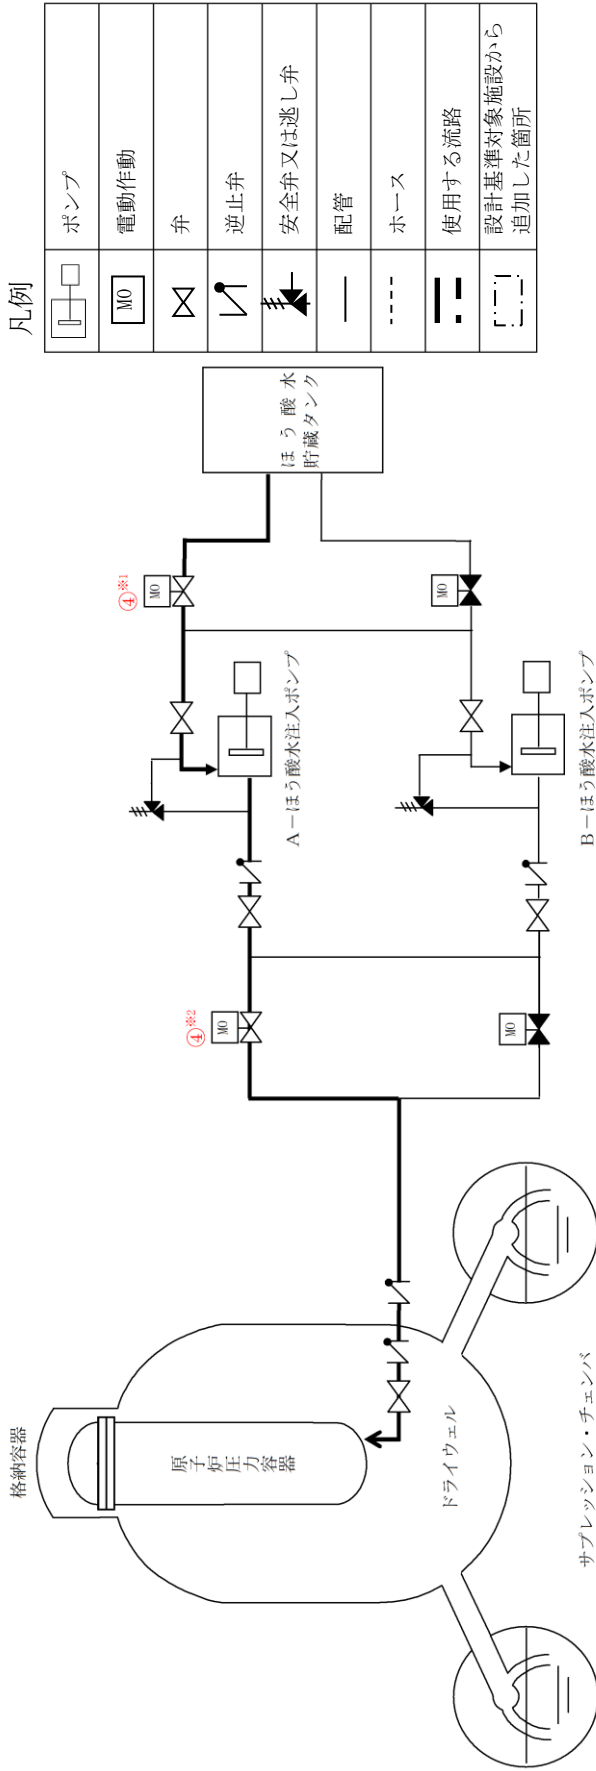 凡例
ポンプ
MO
電動作動
弁
逆止弁
安全弁又は逃し弁
配管
ホース
使用する流路
設計基準対象施設から
追加した箇所
格納容器
原子炉圧力容器
ドライウェル
サプレッション・チェンバ
④※2
MO
MO
④※1
MO
MO
A-ほう酸水注入ポンプ
B-ほう酸水注入ポンプ
ほう酸水
貯蔵タンク